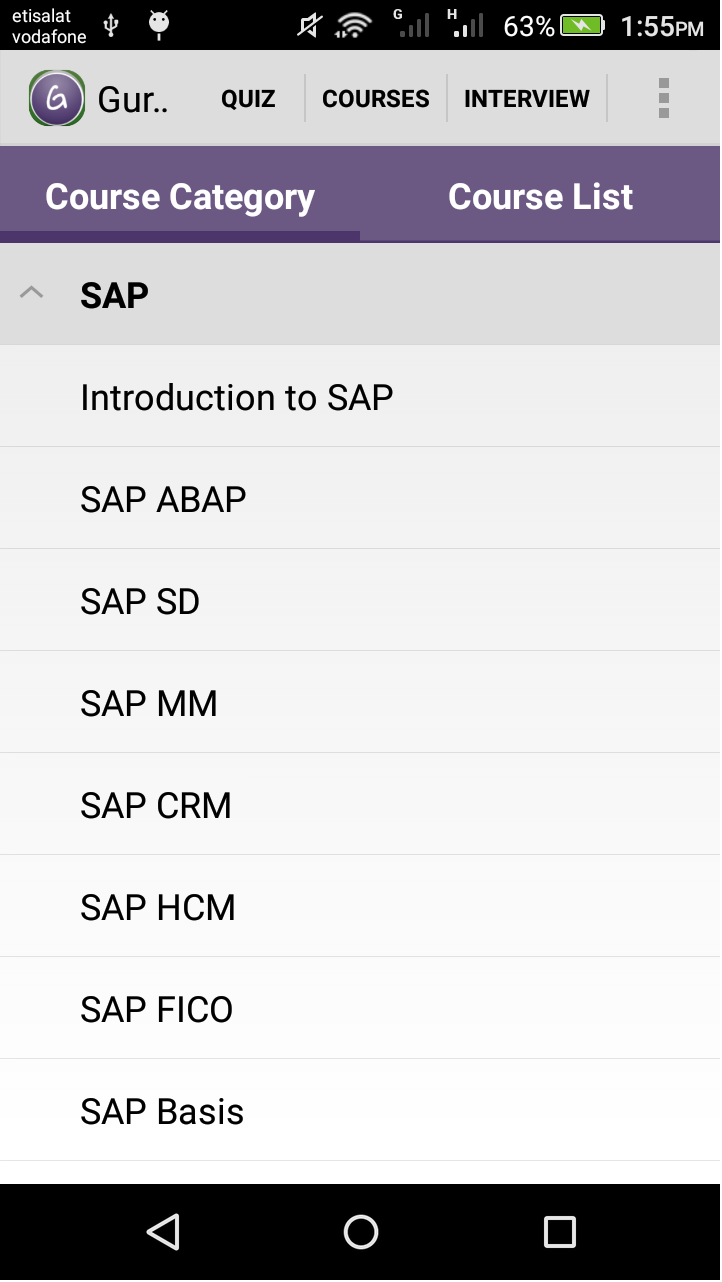 etisalat
vodafone
G
H
63%
1:55PM
G
Gur..
QUIZ
COURSES
INTERVIEW
Course Category
Course List
SAP
Introduction to SAP
SAP ABAP
SAP SD
SAP MM
SAP CRM
SAP HCM
SAP FICO
SAP Basis